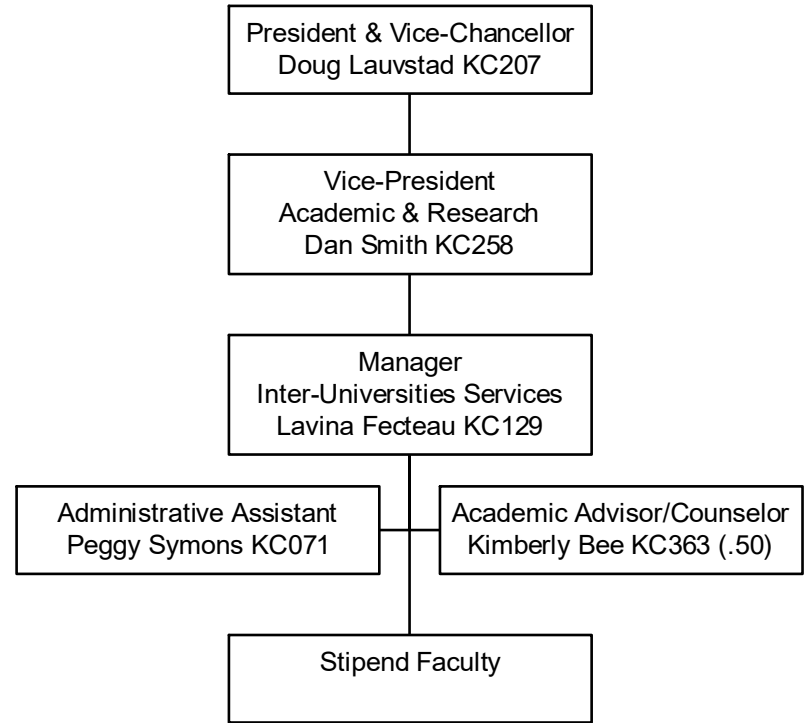 President & Vice-Chancellor
Doug Lauvstad KC207
Vice-President
Academic & Research
Dan Smith KC258
Manager
Inter-Universities Services
Lavina Fecteau KC129
Administrative Assistant
Peggy Symons KC071
Academic Advisor/Counselor
Kimberly Bee KC363 (.50)
Stipend Faculty